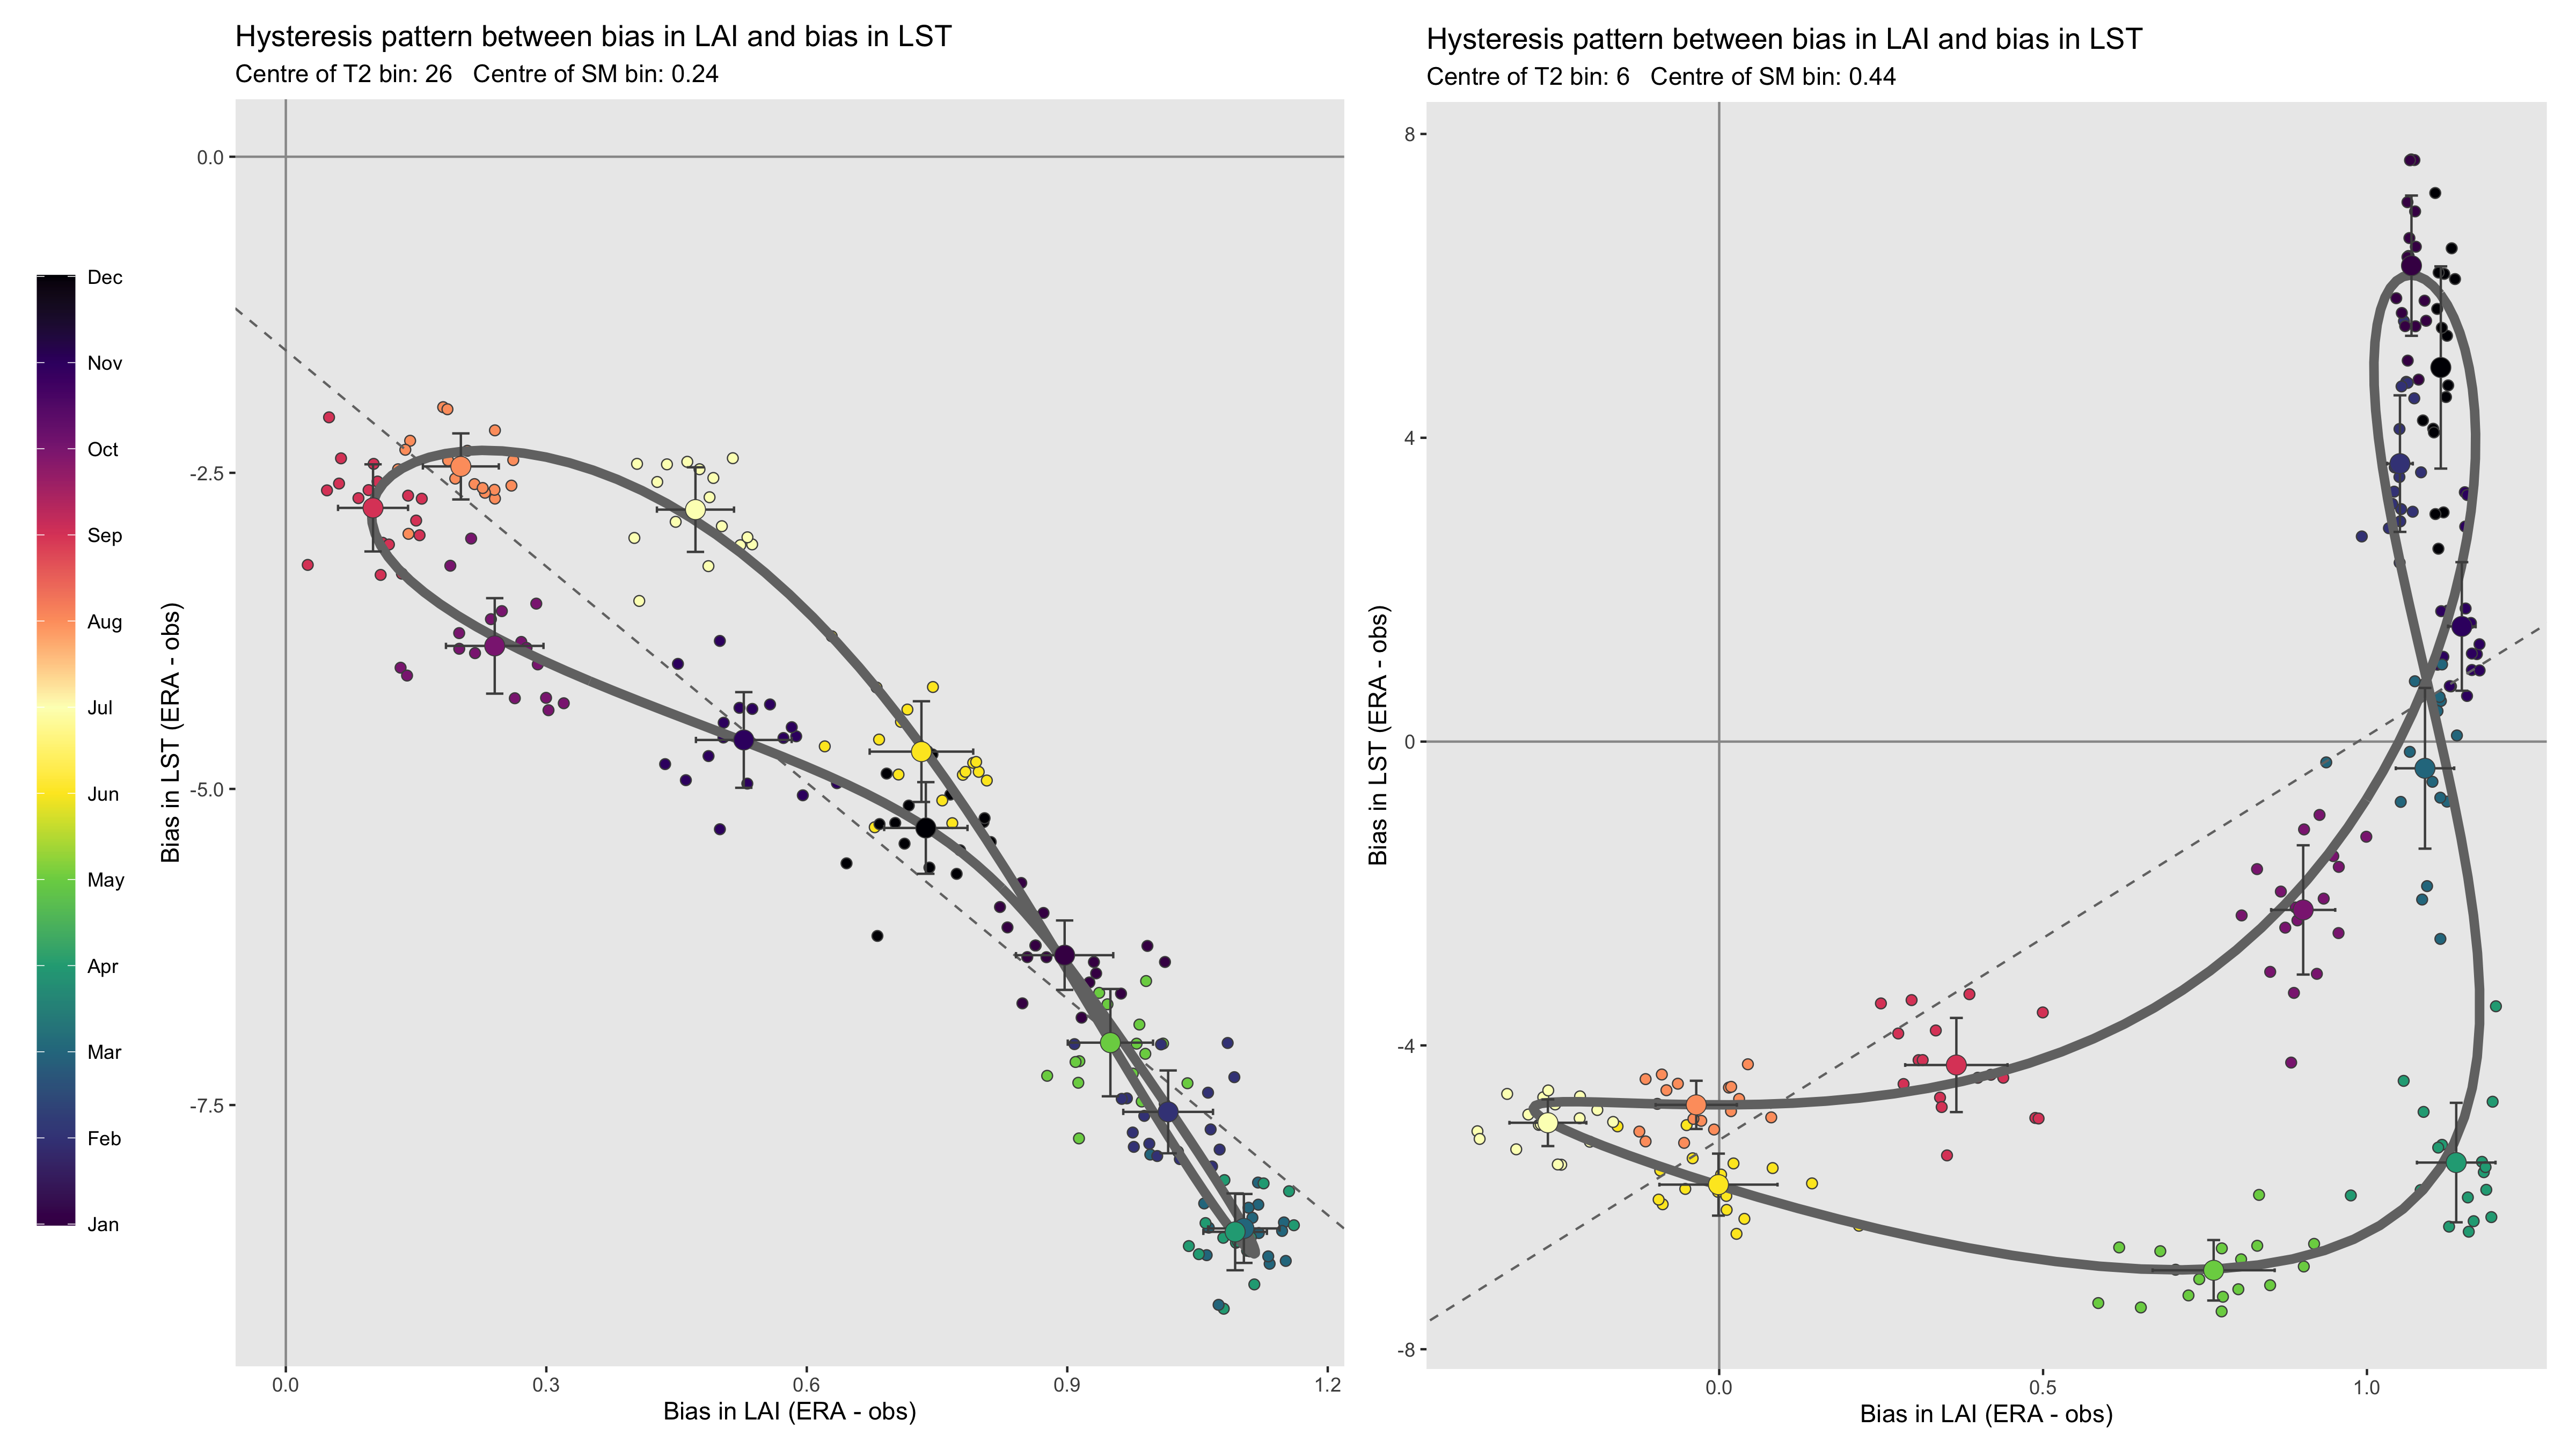 Hysteresis pattern between bias in LAI and bias in LST
Centre of T2 bin: 26   Centre of SM bin: 0.24
Dec
Nov
Oct
Sep
Aug
Jul
Jun
May
Apr
Mar
Feb
Jan
Bias in LST (ERA - obs)
0.0
-2.5
-5.0
-7.5
0.0
0.3
0.6
0.9
1.2
Bias in LAI (ERA - obs)
Hysteresis pattern between bias in LAI and bias in LST
Centre of T2 bin: 6   Centre of SM bin: 0.44
Bias in LST (ERA - obs)
8
4
0
-4
-8
0.0
0.5
1.0
Bias in LAI (ERA - obs)